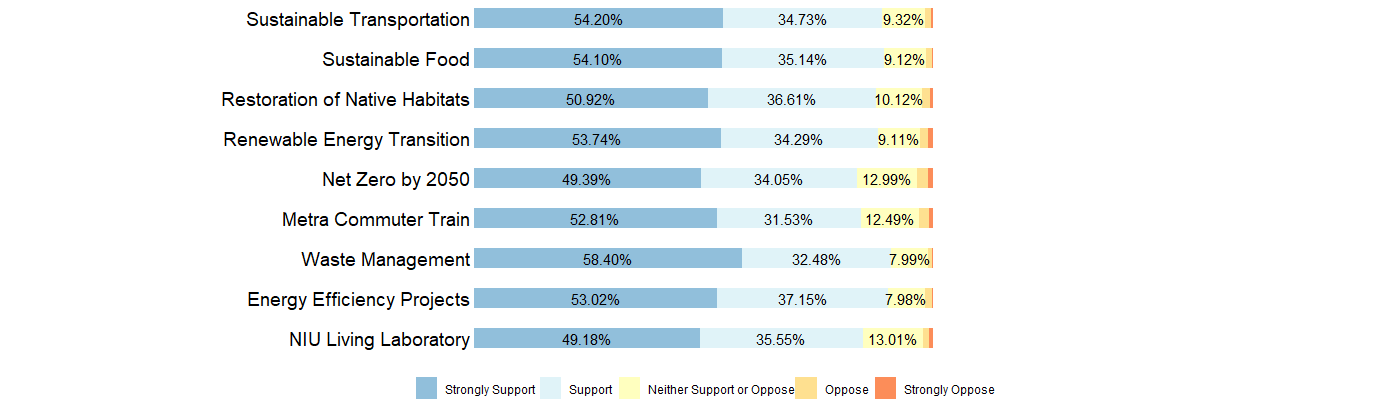 Sustainable Transportation 54.20% 34.73% 9.32%
Sustainable Food 54.10% 35.14% 9.12%
Restoration of Native Habitats 50.92% 36.61% 10.12%
Renewable Energy Transition 53.74% 34.29% 9.11%
Net Zero by 2050 49.39% 34.05% 12.99%
Metra Commuter Train 52.81% 31.53% 12.49%
Waste Management 58.40% 32.48% 7.99%
Energy Efficiency Projects 53.02% 37.15% 7.98%
NIU Living Laboratory 49.18% 35.55% 13.01%
Strongly Support Support Neither Support or Oppose Oppose Strongly Oppose